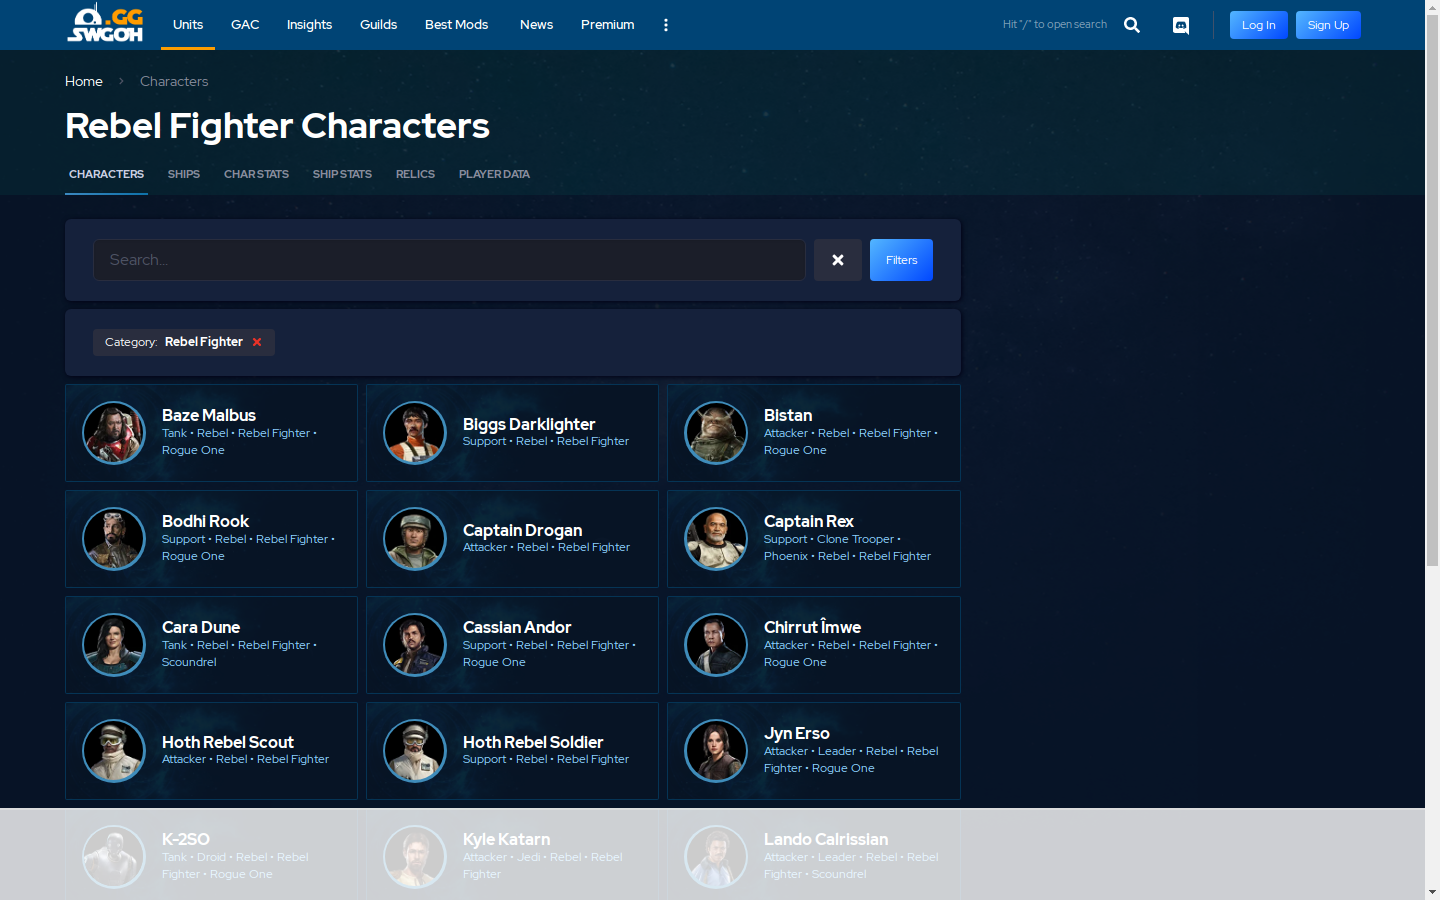 .GG
SWGOH
Units
GAC
Insights
Guilds
Best Mods
News
Premium
Hit "/" to open search
Log In
Sign Up
Home
Characters
Rebel Fighter Characters
CHARACTERS
SHIPS
CHAR STATS
SHIP STATS
RELICS
PLAYER DATA
Search...
Filters
Category: Rebel Fighter
Baze Malbus
Tank • Rebel • Rebel Fighter •
Rogue One
Biggs Darklighter
Support • Rebel • Rebel Fighter
Bistan
Attacker • Rebel • Rebel Fighter •
Rogue One
Bodhi Rook
Support • Rebel • Rebel Fighter •
Rogue One
Captain Drogan
Attacker • Rebel • Rebel Fighter
Captain Rex
Support • Clone Trooper •
Phoenix • Rebel • Rebel Fighter
Cara Dune
Tank • Rebel • Rebel Fighter •
Scoundrel
Cassian Andor
Support • Rebel • Rebel Fighter •
Rogue One
Chirrut Îmwe
Attacker • Rebel • Rebel Fighter •
Rogue One
Hoth Rebel Scout
Attacker • Rebel • Rebel Fighter
Hoth Rebel Soldier
Support • Rebel • Rebel Fighter
Jyn Erso
Attacker • Leader • Rebel • Rebel
Fighter • Rogue One
K-2SO
Tank • Droid • Rebel • Rebel
Fighter • Rogue One
Kyle Katarn
Attacker • Jedi • Rebel • Rebel
Fighter
Lando Calrissian
Attacker • Leader • Rebel • Rebel
Fighter • Scoundrel